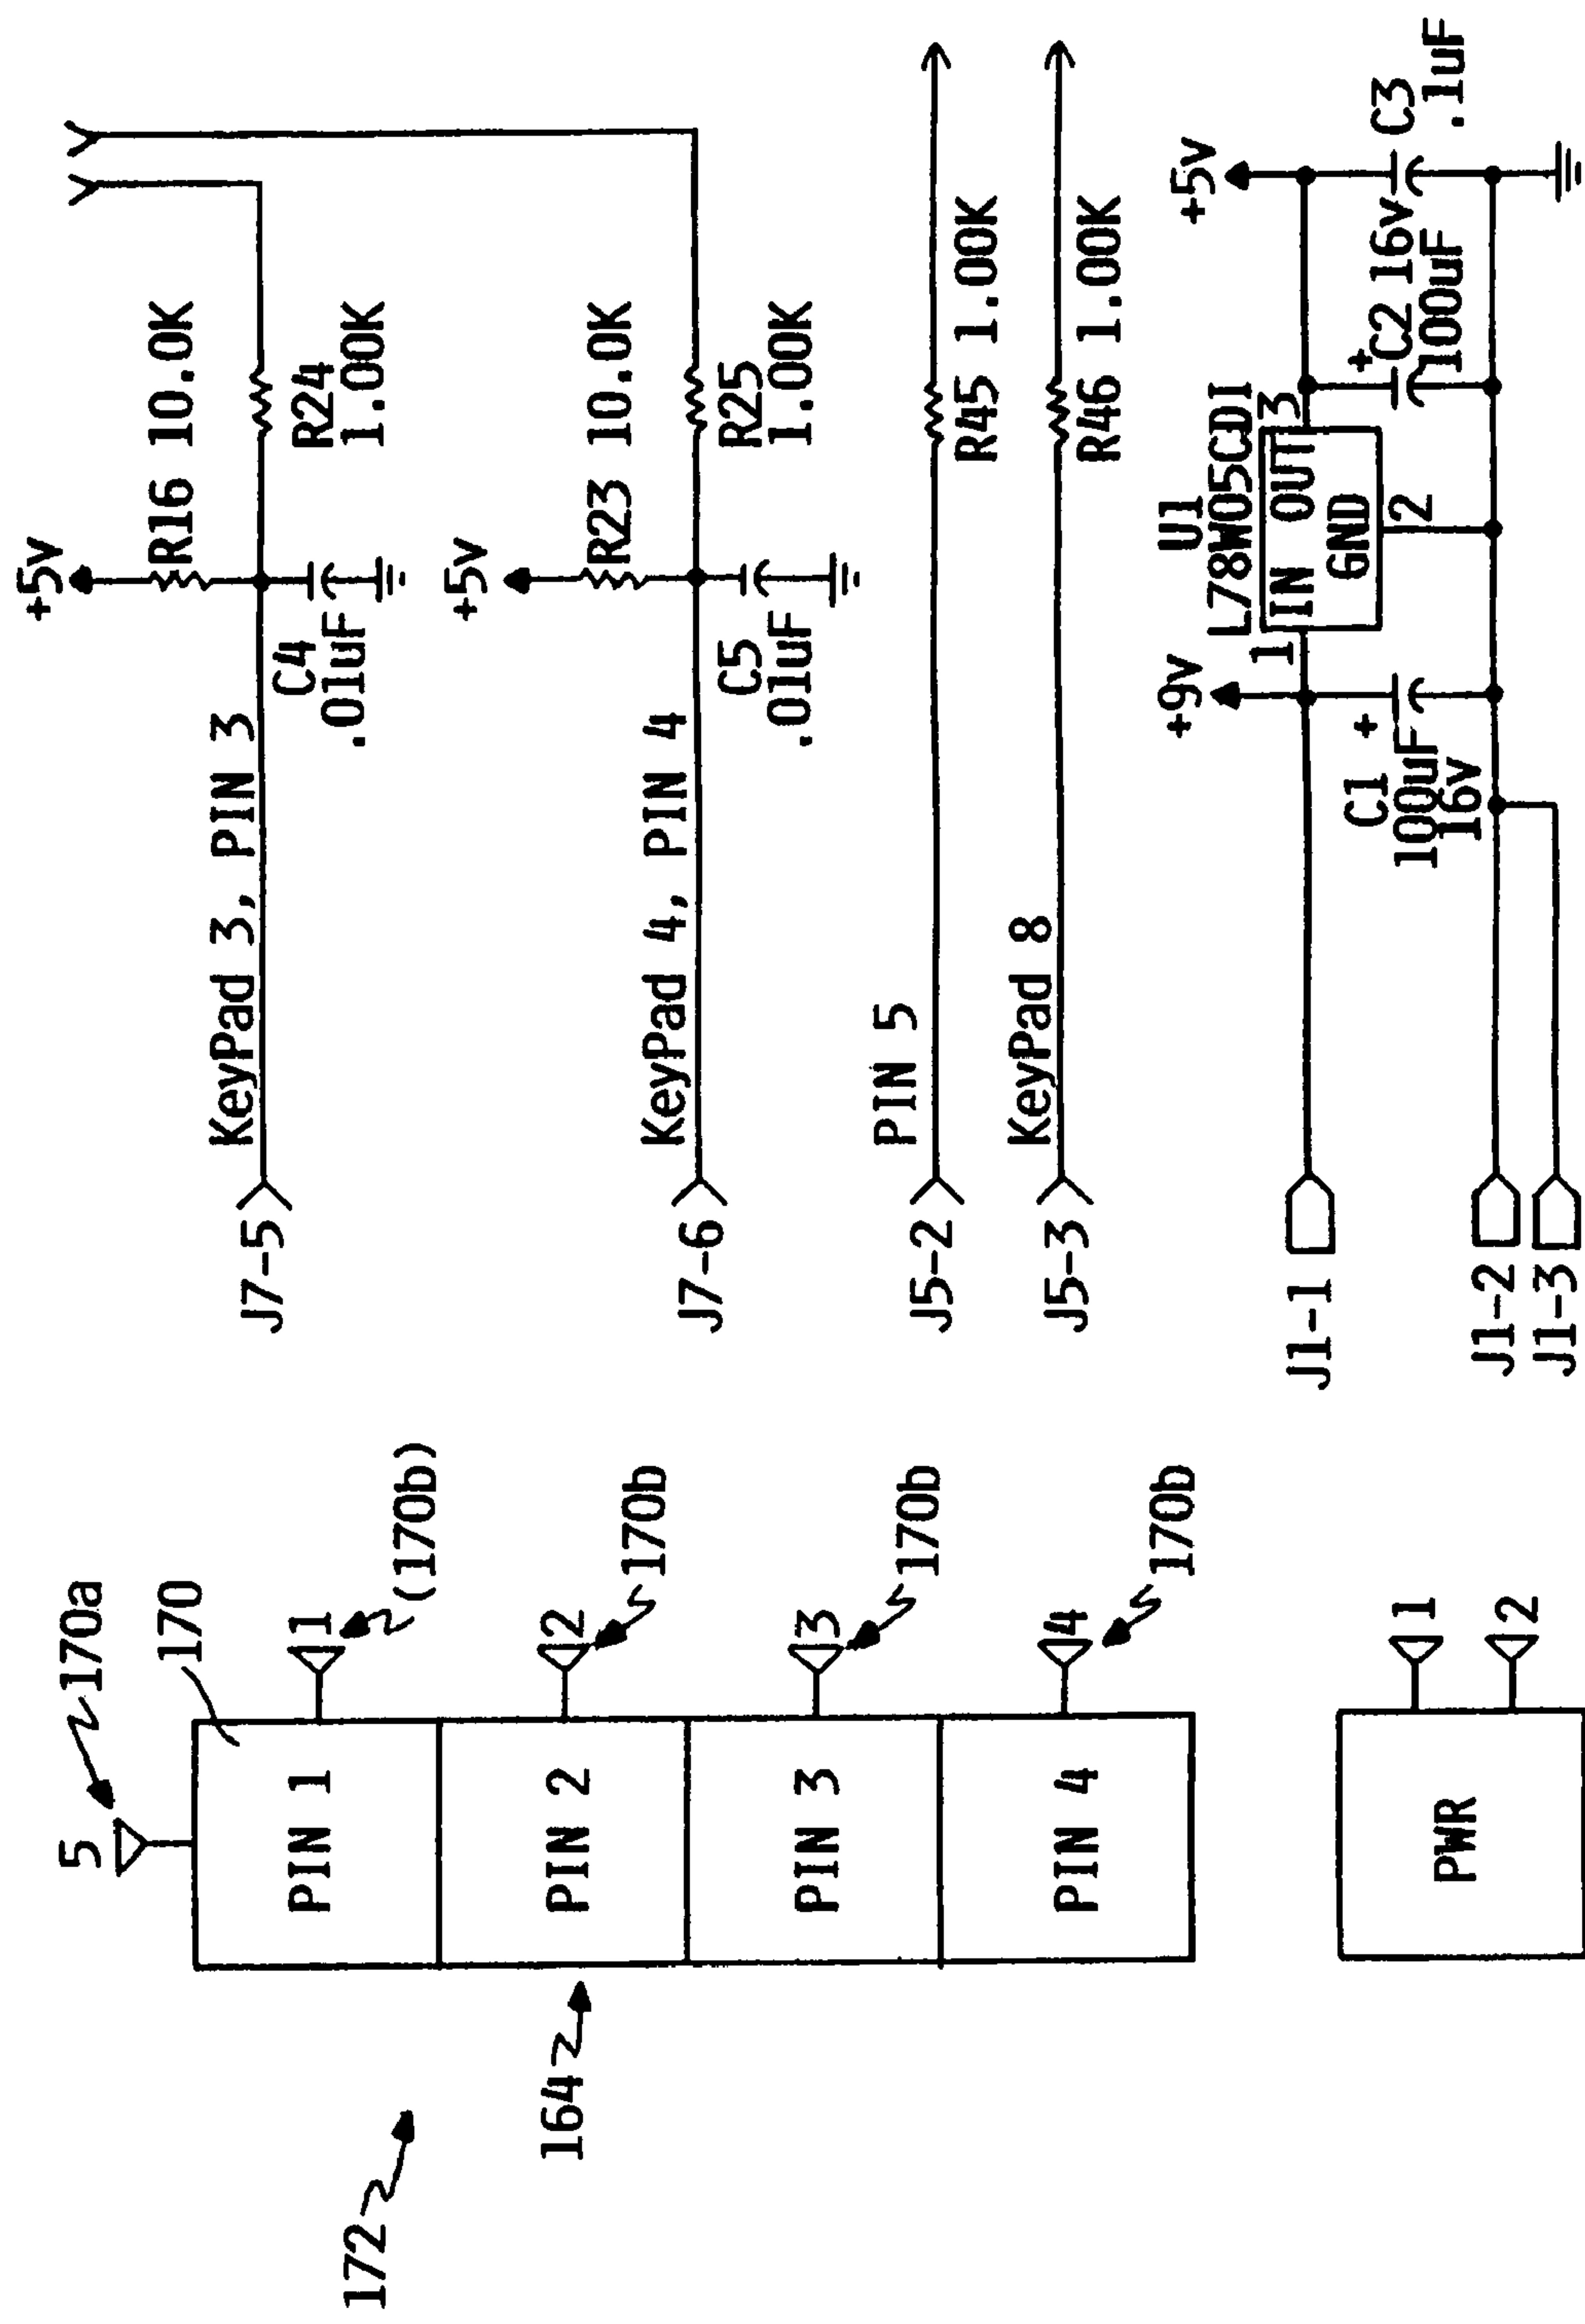 +5v
R16 10.0K
R24
1.00K
C4
.01uF
KeyPad 3, PIN 3
J7-5
+5v
R23 10.0K
R25
1.00K
C5
.01uF
KeyPad 4, PIN 4
J7-6
PIN 5
J5-2
R45 1.00K
KeyPad 8
J5-3
R46 1.00K
+9v
U1
L78W05CDI
1
IN OUT
3
GND
2
+5v
+
C1
100uF
16v
+
C2 16v
100uF
C3
.1uF
J1-1
J1-2
J1-3
5
170a
170
PIN 1
1
(170b)
PIN 2
2
170b
PIN 3
3
170b
PIN 4
4
170b
164
172
PWR
1
2